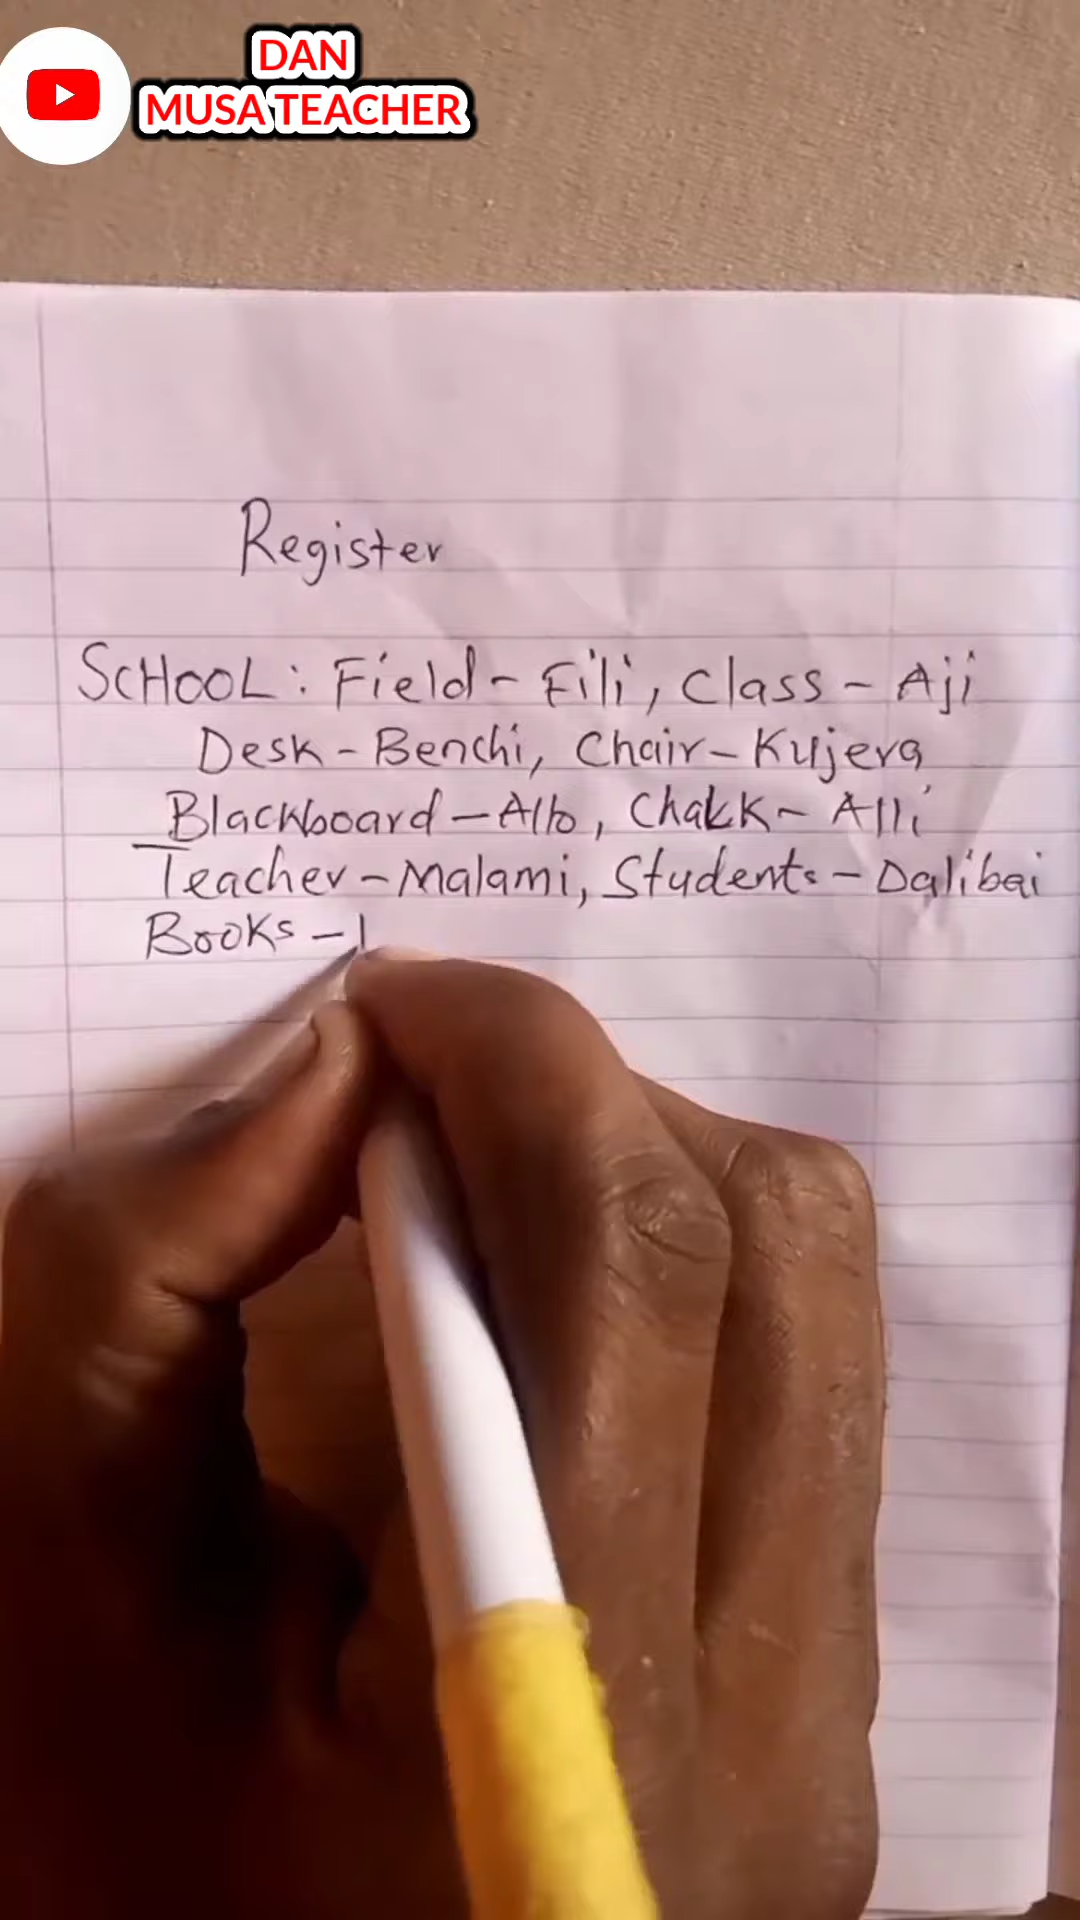 DAN
MUSA TEACHER
Register
SCHOOL: Field - Fili, Class - Aji
Desk - Benchi, Chair - Kujera
Blackboard - Allo, Chalk - Alli
Teacher - Malami, Students - Dalibai
Books -